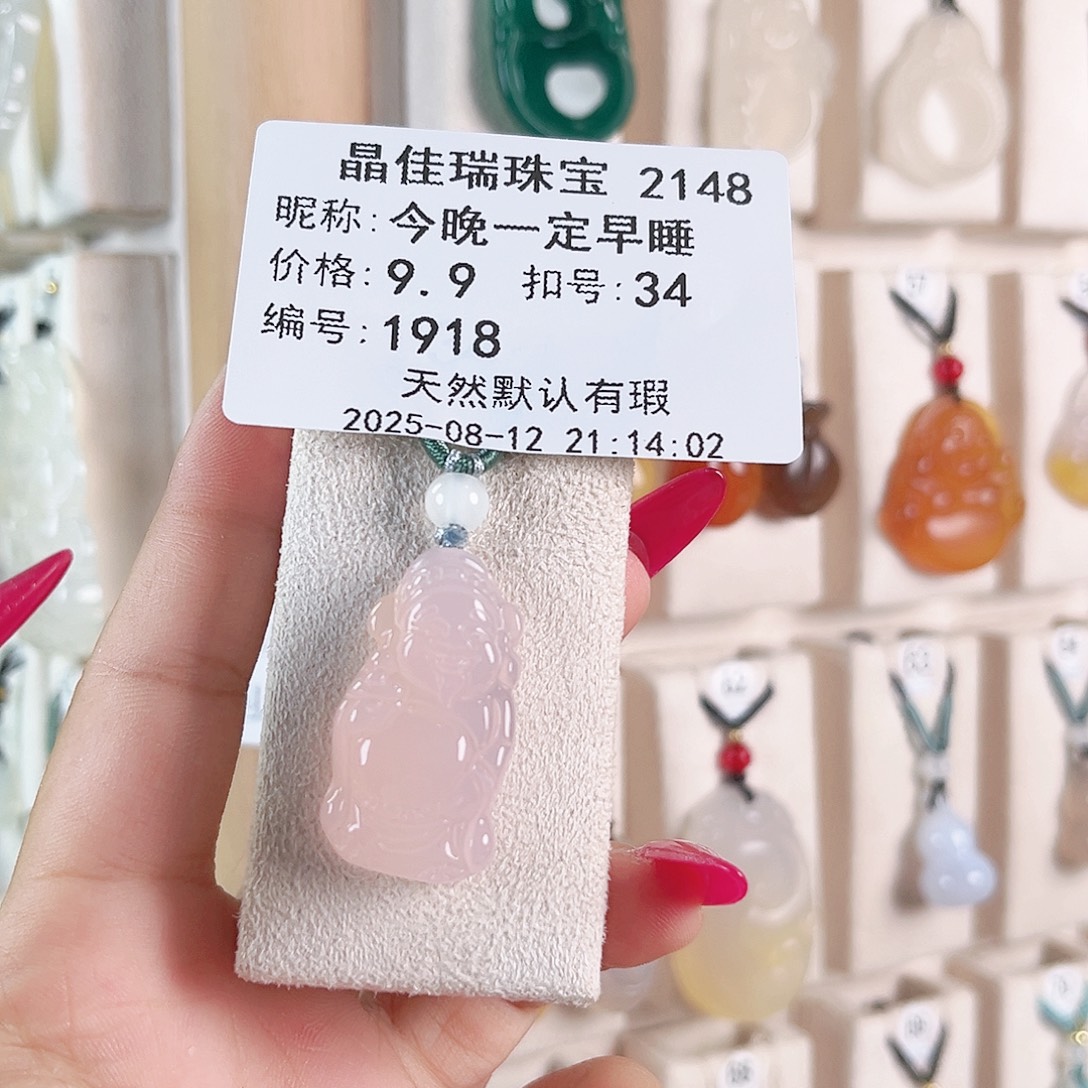 晶佳瑞珠宝 2148
昵称:今晚一定早睡
价格:9.9 扣号:34
编号:1918
天然默认有瑕
2025-08-12 21:14:02